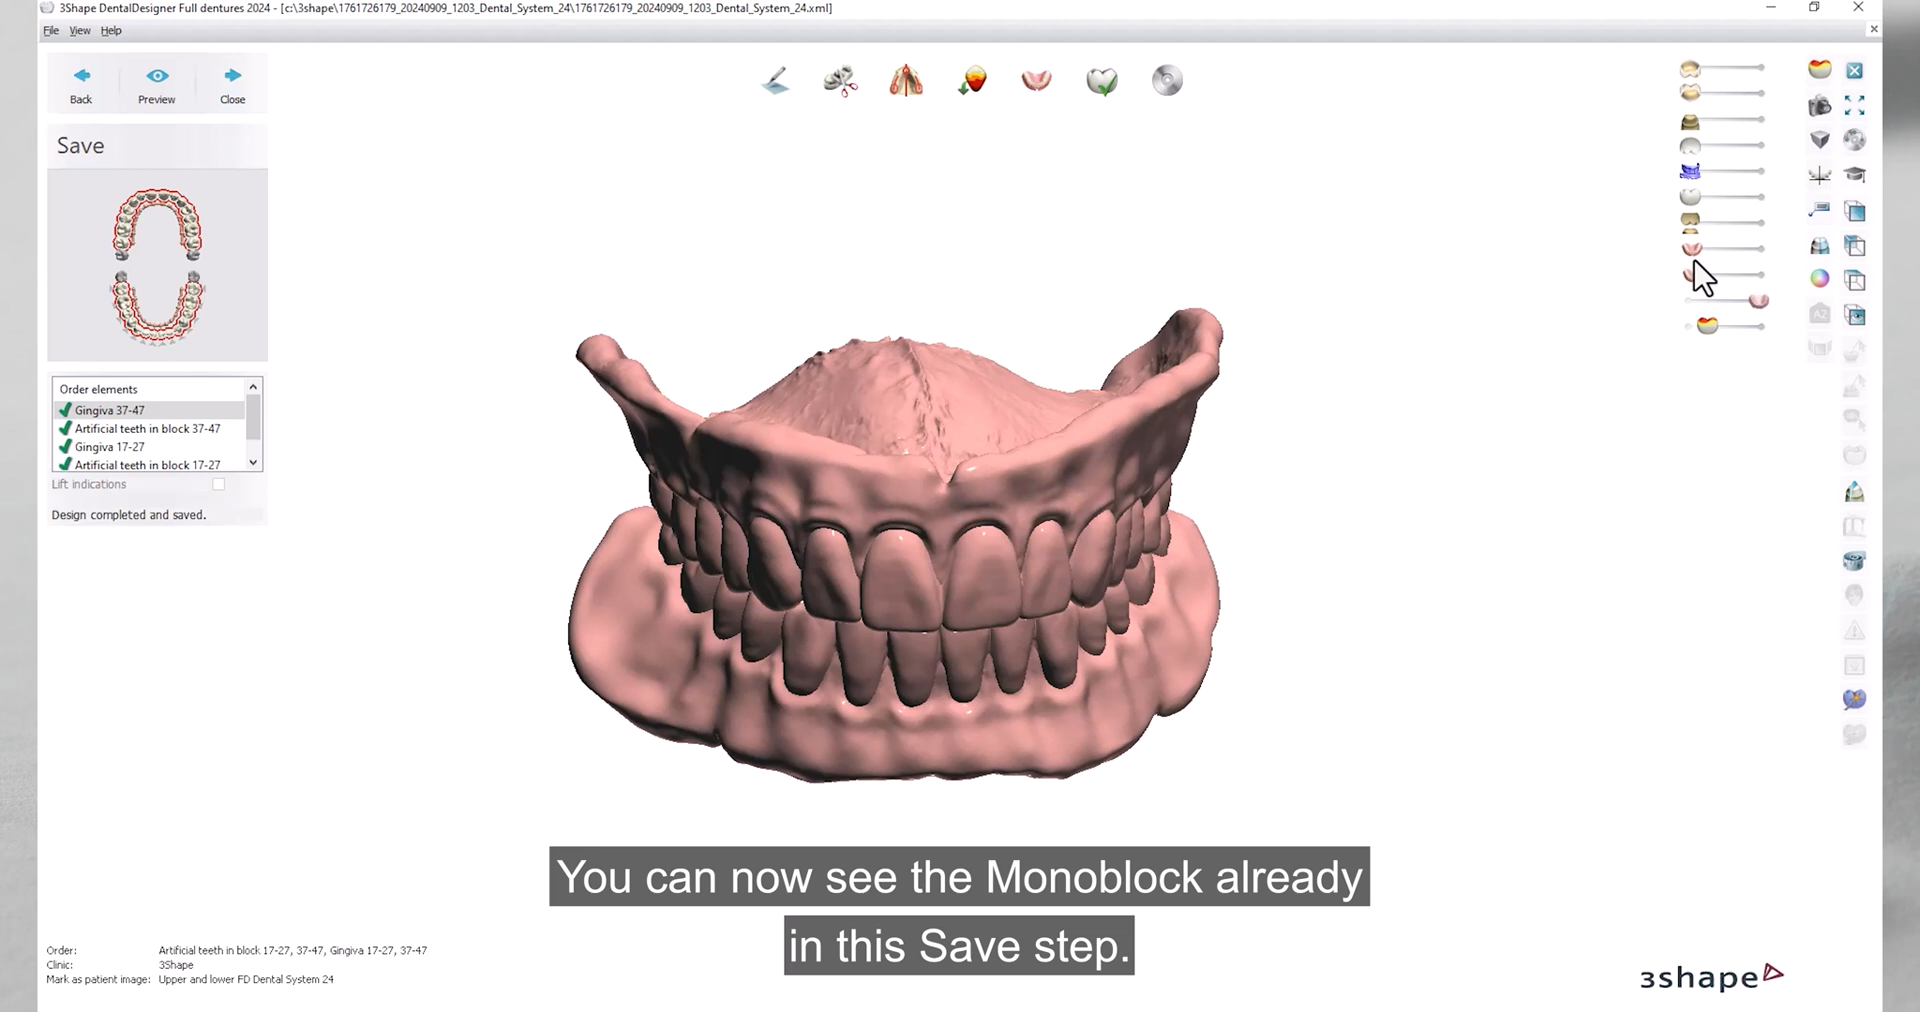 3Shape DentalDesigner Full dentures 2024 - [c:\3shape\1761726179_20240909_1203_Dental_System_24\1761726179_20240909_1203_Dental_System_24.xml]
File View Help
Back Preview Close
Save
Order elements
Gingiva 37-47
Artificial teeth in block 37-47
Gingiva 17-27
Artificial teeth in block 17-27
Lift indications
Design completed and saved.
AZ
You can now see the Monoblock already
in this Save step.
Order: Artificial teeth in block 17-27, 37-47, Gingiva 17-27, 37-47
Clinic: 3Shape
Mark as patient image: Upper and lower FD Dental System 24
3shape